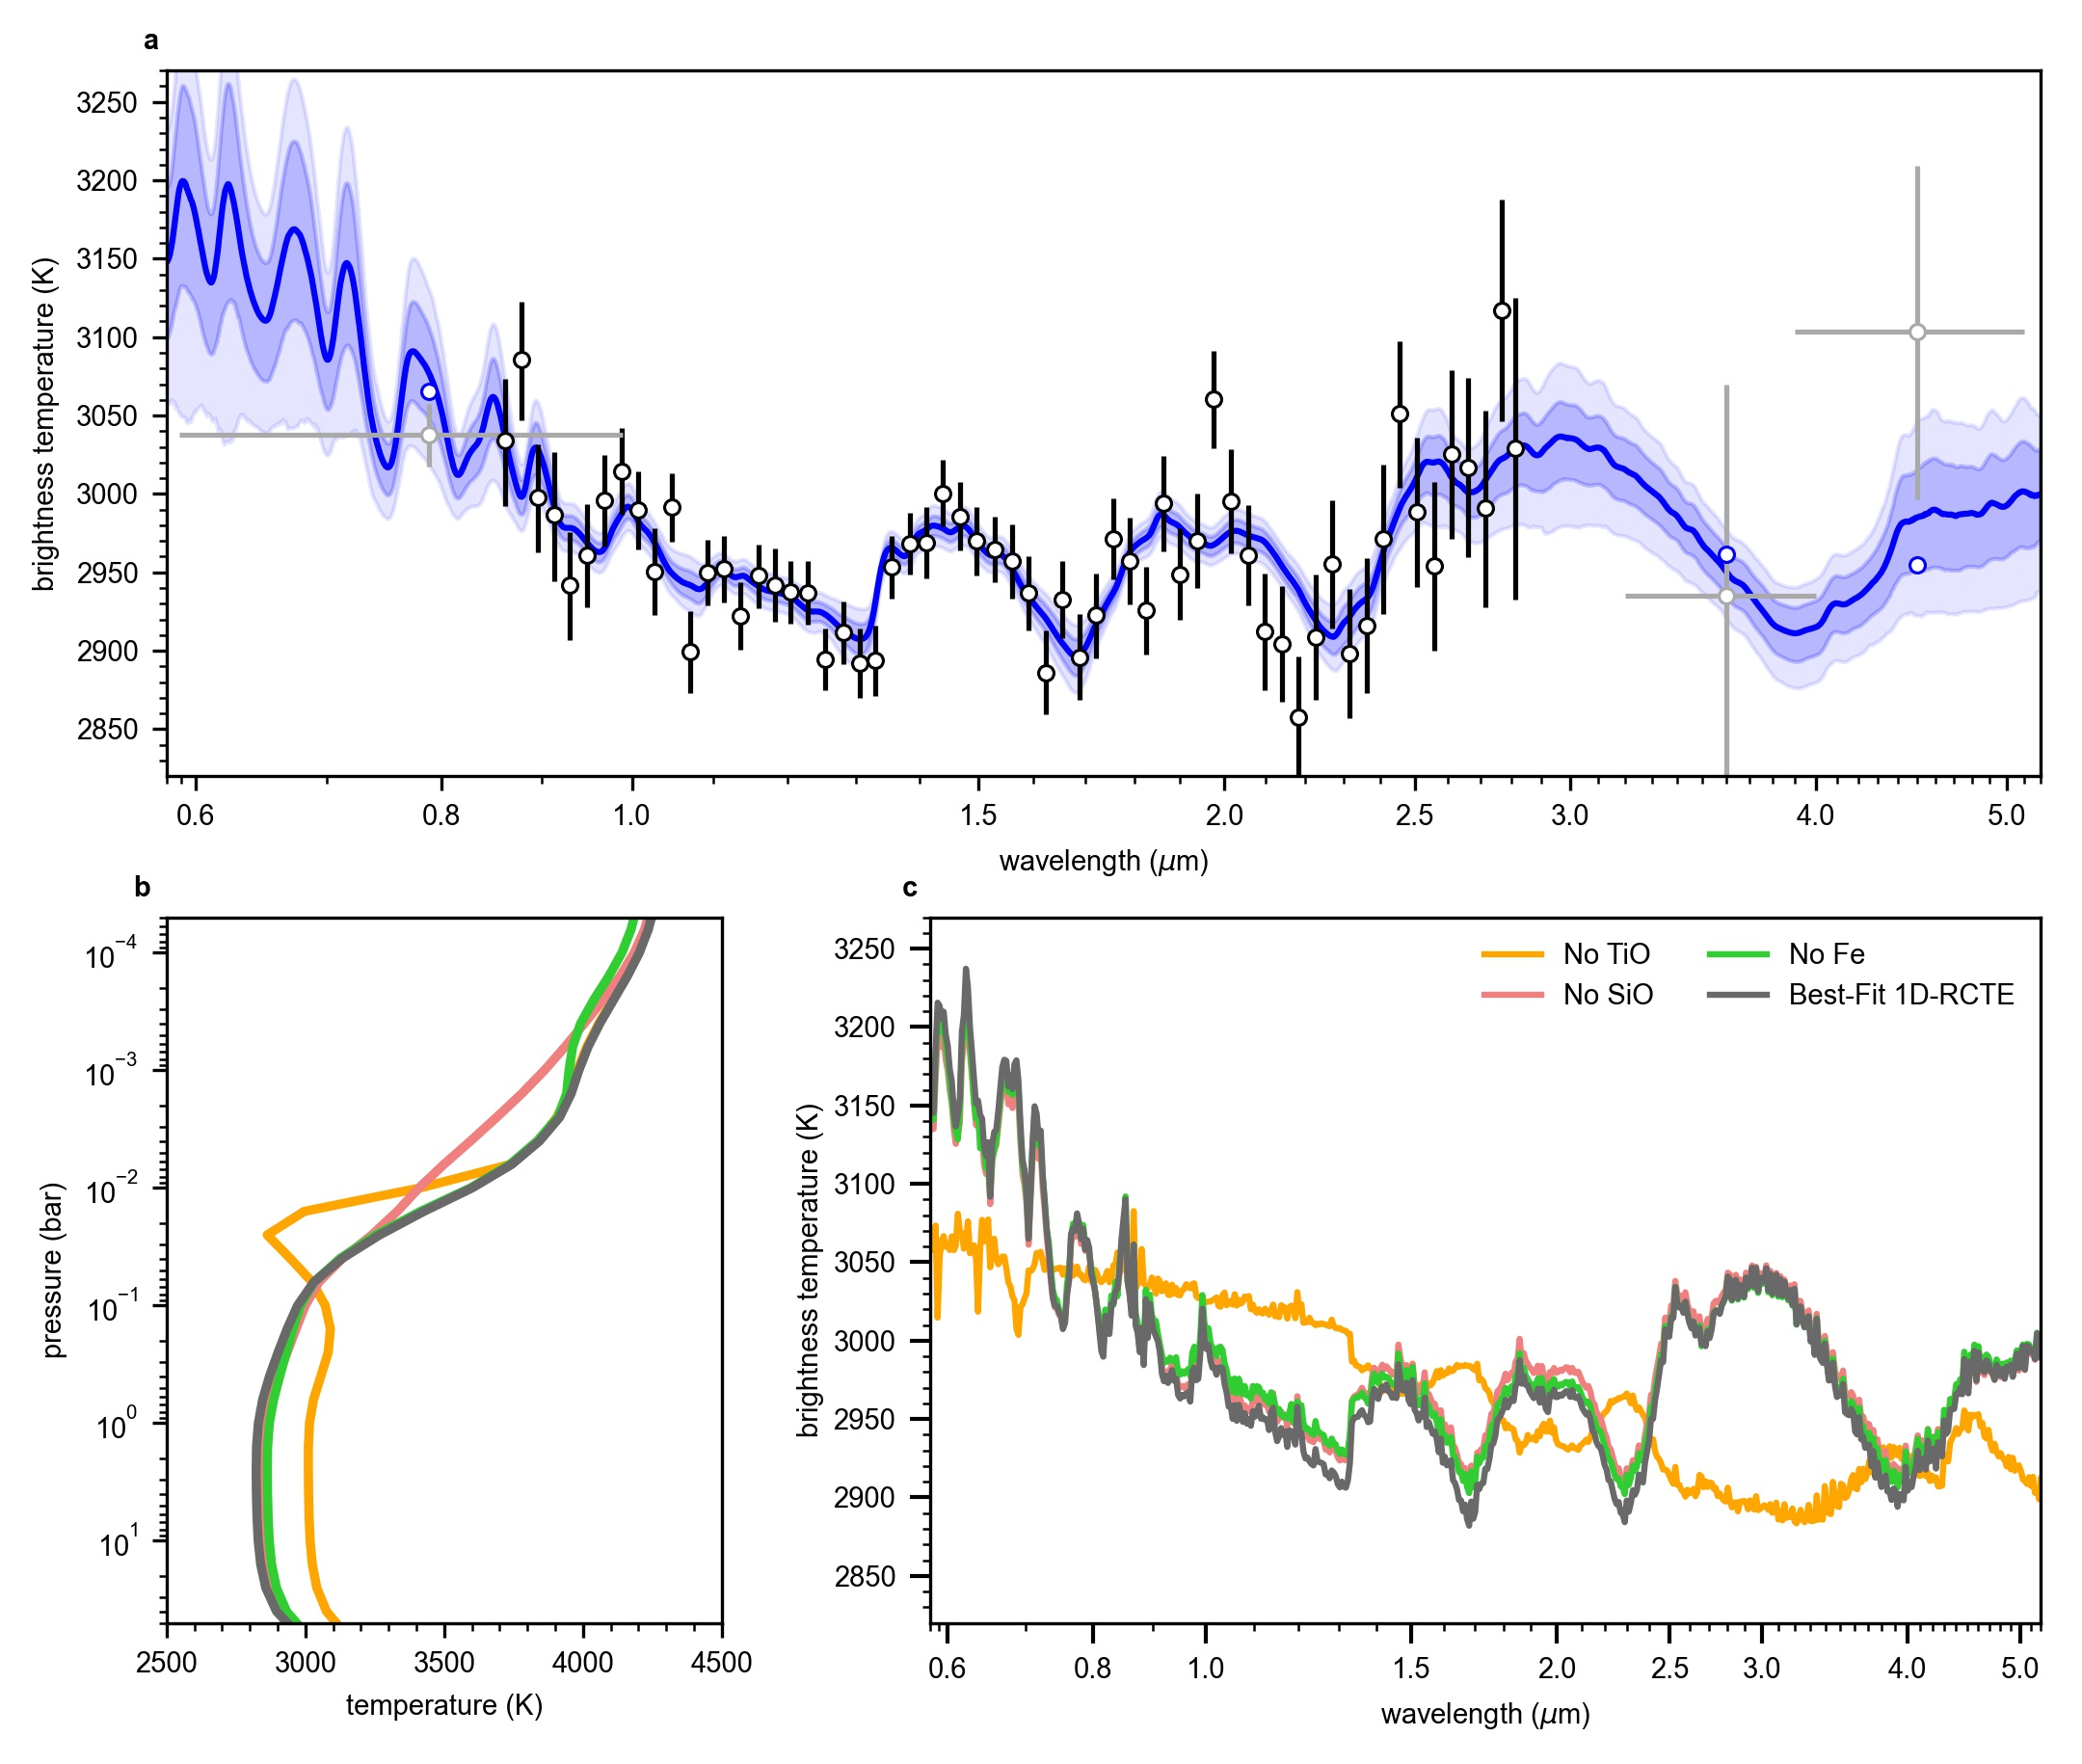 a
3250
3200
3150
3100
3050
3000
2950
2900
2850
brightness temperature (K)
0.6 0.8 1.0 1.5 2.0 2.5 3.0 4.0 5.0
wavelength (μm)
b
10⁻⁴
10⁻³
10⁻²
10⁻¹
10⁰
10¹
pressure (bar)
2500 3000 3500 4000 4500
temperature (K)
c
3250
3200
3150
3100
3050
3000
2950
2900
2850
brightness temperature (K)
No TiO No Fe
No SiO Best-Fit 1D-RCTE
0.6 0.8 1.0 1.5 2.0 2.5 3.0 4.0 5.0
wavelength (μm)